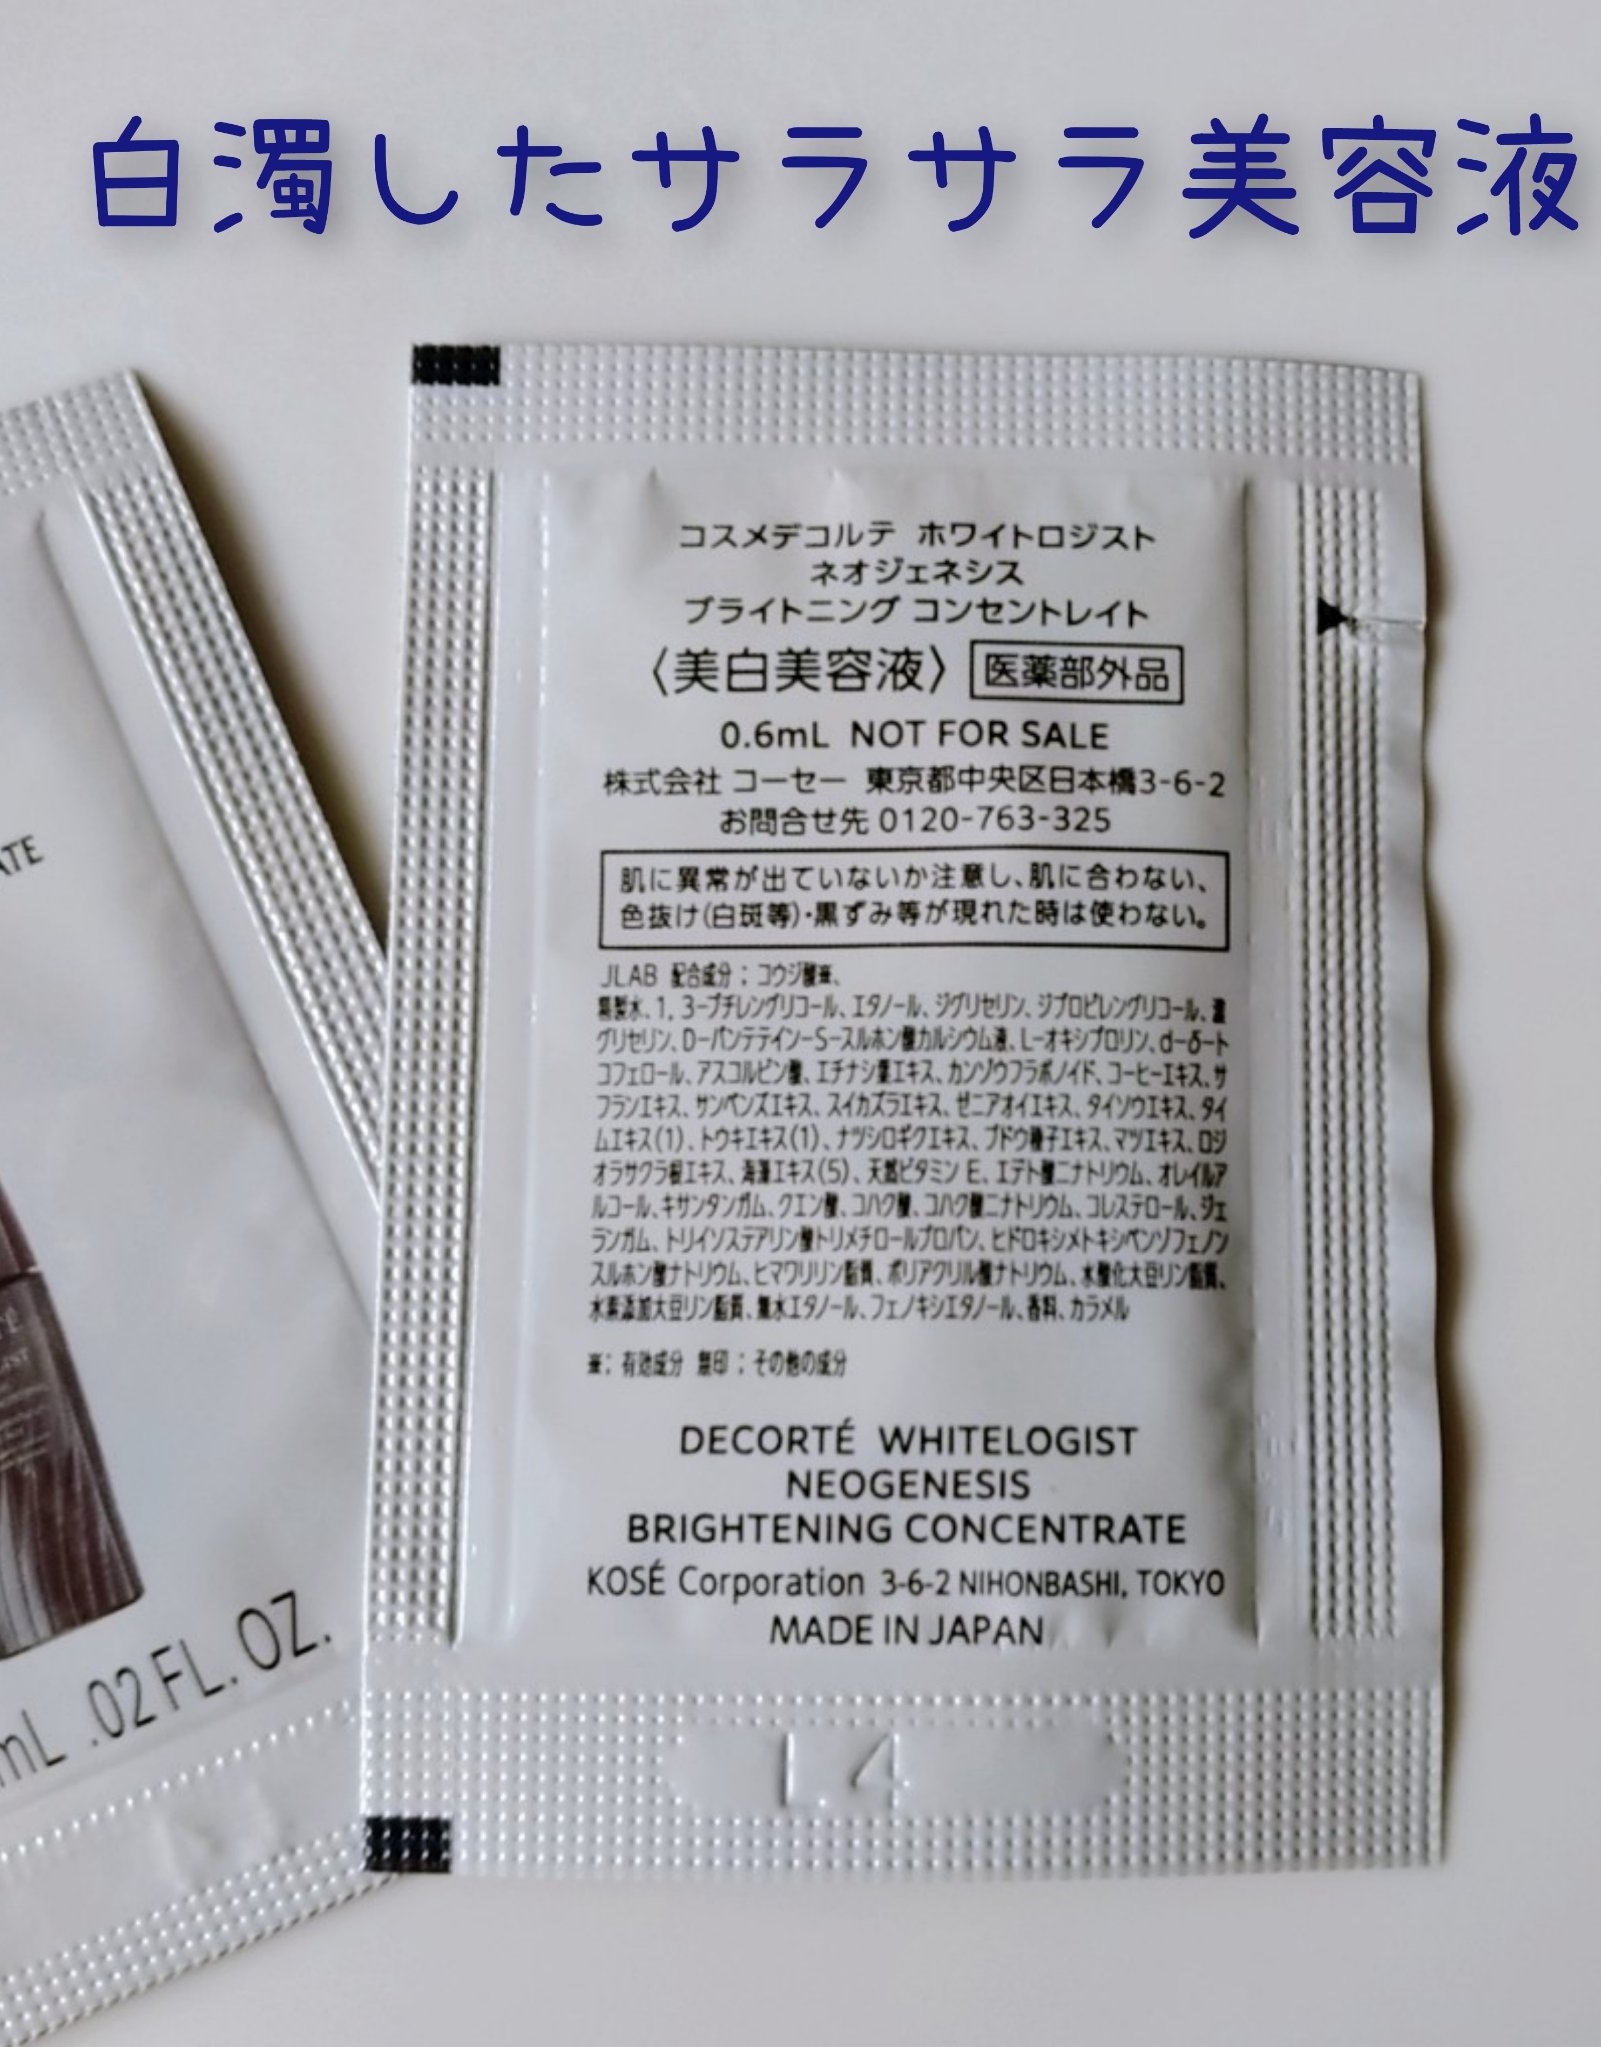 白濁したサラサラ美容液
ATE
mL .02 FL. OZ.
コスメデコルテ ホワイトロジスト
ネオジェネシス
ブライトニング コンセントレイト
〈美白美容液〉 医薬部外品
0.6mL NOT FOR SALE
株式会社 コーセー 東京都中央区日本橋3-6-2
お問合せ先 0120-763-325
肌に異常が出ていないか注意し、肌に合わない、
色抜け(白斑等)・黒ずみ等が現れた時は使わない。
JLAB 配合成分；コウジ酸※、
精製水、1，3-ブチレングリコール、エタノール、ジグリセリン、ジプロピレングリコール、濃
グリセリン、D-パンテテイン-S-スルホン酸カルシウム液、L-オキシプロリン、d-δ-ト
コフェロール、アスコルビン酸、エチナシ葉エキス、カンゾウフラボノイド、コーヒーエキス、サ
フランエキス、サンペンズエキス、スイカズラエキス、ゼニアオイエキス、タイソウエキス、タイ
ムエキス(1)、トウキエキス(1)、ナツシロギクエキス、ブドウ種子エキス、マツエキス、ロジ
オラサクラ根エキス、海藻エキス(5)、天然ビタミン E、エデト酸二ナトリウム、オレイルア
ルコール、キサンタンガム、クエン酸、コハク酸、コハク酸二ナトリウム、コレステロール、ジェ
ランガム、トリイソステアリン酸トリメチロールプロパン、ヒドロキシメトキシベンゾフェノン
スルホン酸ナトリウム、ヒマワリリン脂質、ポリアクリル酸ナトリウム、水酸化大豆リン脂質、
水素添加大豆リン脂質、無水エタノール、フェノキシエタノール、香料、カラメル
※；有効成分 無印；その他の成分
DECORTÉ WHITELOGIST
NEOGENESIS
BRIGHTENING CONCENTRATE
KOSÉ Corporation 3-6-2 NIHONBASHI, TOKYO
MADE IN JAPAN
L4